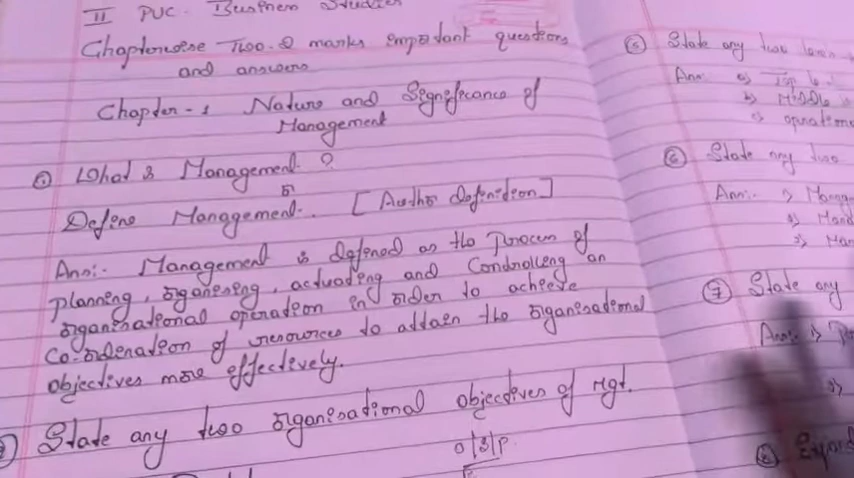 II PUC - Business Studies
Chapterwise Two-2 marks important questions
and answers
Chapter-1 Nature and Significance of
Management
① What is Management ?
or
Define Management. [Author Definition]
Ans:- Management is defined as the Process of
planning, organising, actuating and Controlling an
organisational operation in order to achieve
Co-ordination of resources to attain the organisational
objectives more effectively.
State any two organisational objectives of Mgt.
O|S|P.
⑤ State any two
Ans:
b) Middle
c) operational
⑥ State any two
Ans:-
⑦ State any
Ans:
⑧